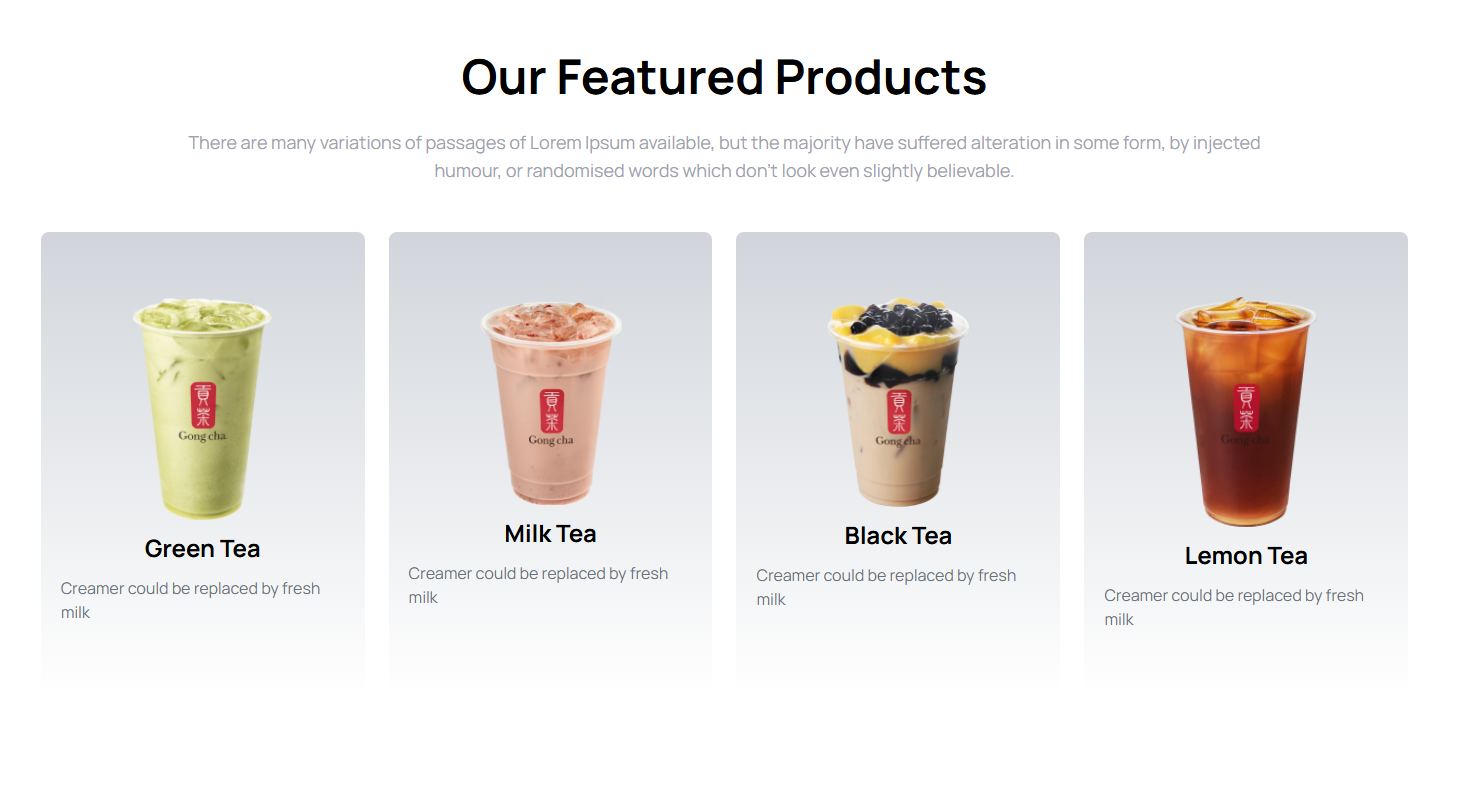 Our Featured Products
There are many variations of passages of Lorem Ipsum available, but the majority have suffered alteration in some form, by injected
humour, or randomised words which don't look even slightly believable.
貢茶
Gong cha
貢茶
Gong cha
貢茶
Gong cha
貢茶
Gong cha
Green Tea
Creamer could be replaced by fresh
milk
Milk Tea
Creamer could be replaced by fresh
milk
Black Tea
Creamer could be replaced by fresh
milk
Lemon Tea
Creamer could be replaced by fresh
milk